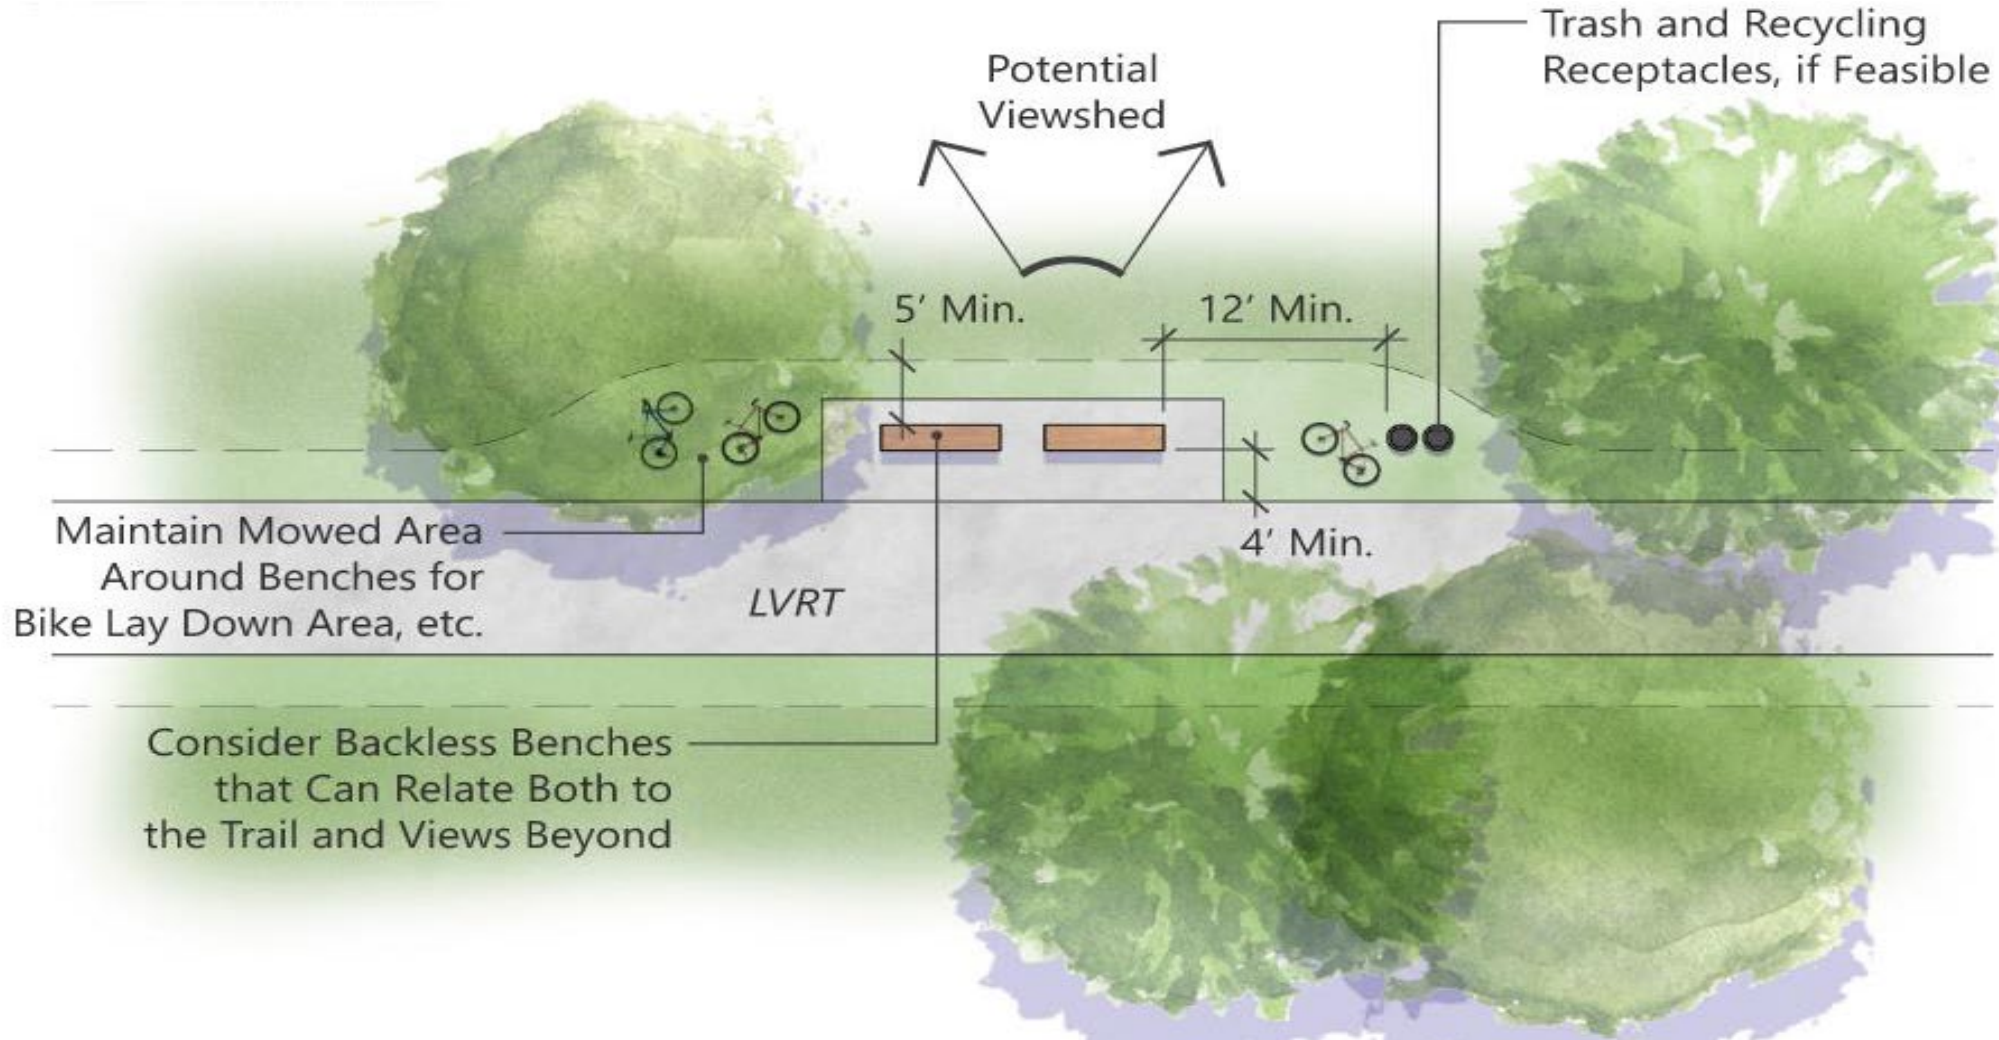 Trash and Recycling
Receptacles, if Feasible
Potential
Viewshed
5' Min.
12' Min.
4' Min.
Maintain Mowed Area
Around Benches for
Bike Lay Down Area, etc.
LVRT
Consider Backless Benches
that Can Relate Both to
the Trail and Views Beyond